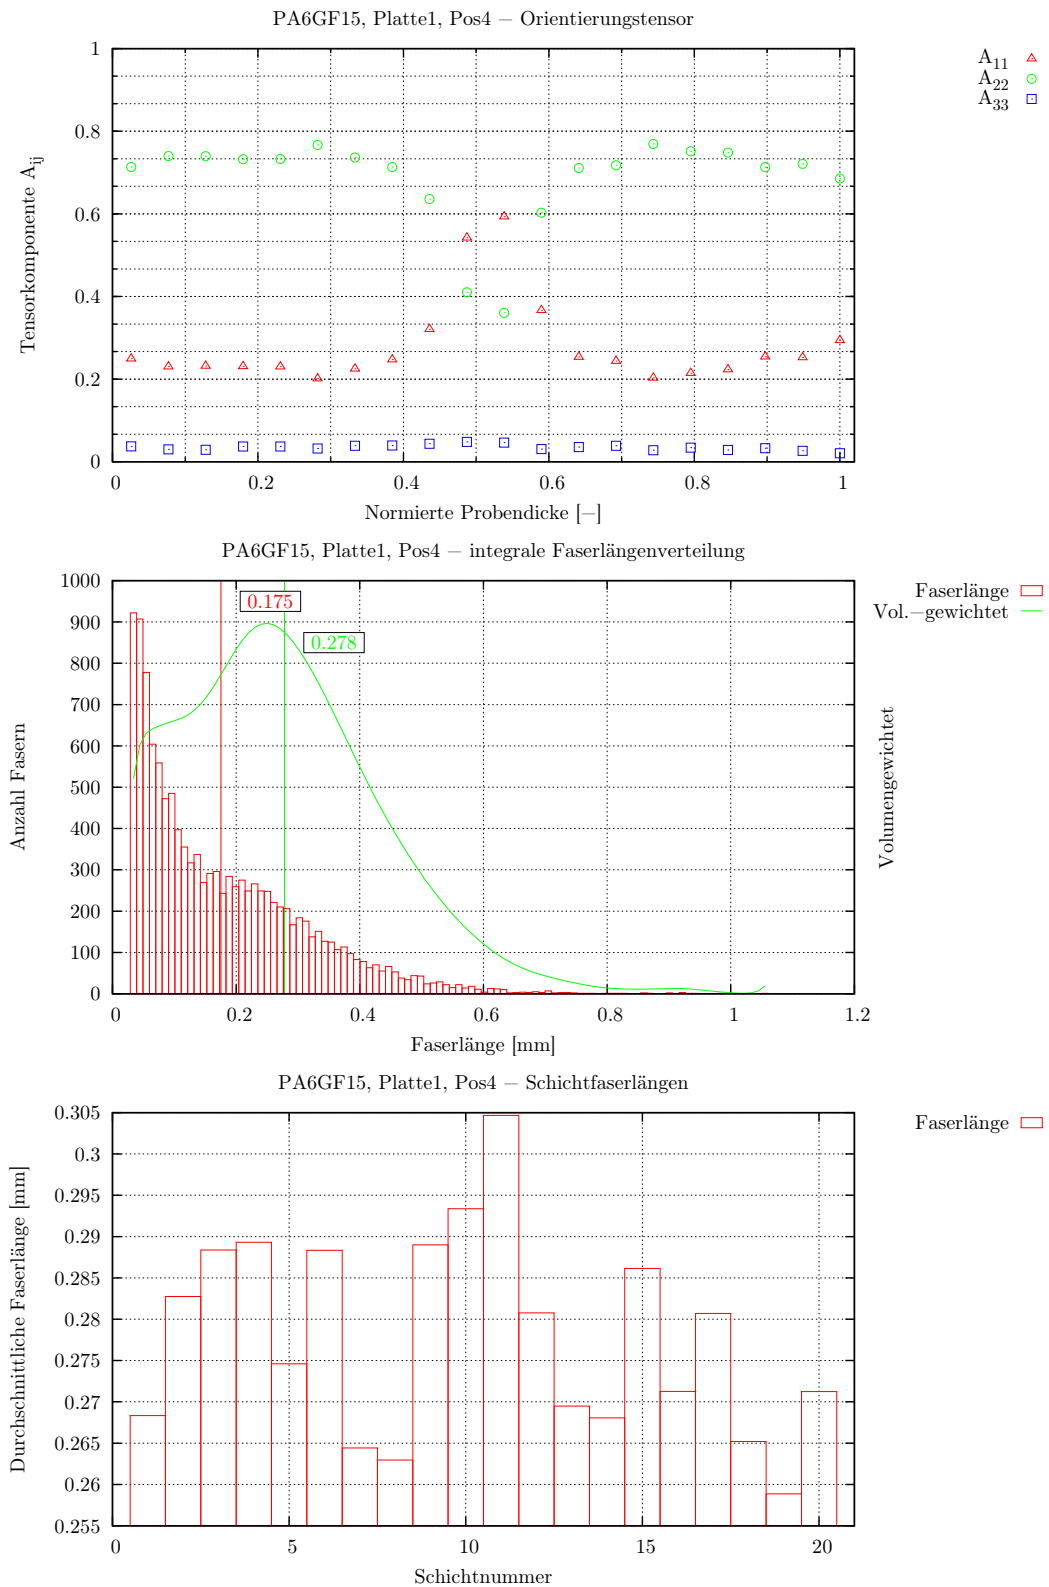 PA6GF15, Platte1, Pos4 – Orientierungstensor
A11
A22
A33
Tensorkomponente Aij
1
0.8
0.6
0.4
0.2
0
0 0.2 0.4 0.6 0.8 1
Normierte Probendicke [–]
PA6GF15, Platte1, Pos4 – integrale Faserlängenverteilung
Faserlänge
Vol.–gewichtet
0.175
0.278
Anzahl Fasern
Volumengewichtet
1000
900
800
700
600
500
400
300
200
100
0
0 0.2 0.4 0.6 0.8 1 1.2
Faserlänge [mm]
PA6GF15, Platte1, Pos4 – Schichtfaserlängen
Faserlänge
Durchschnittliche Faserlänge [mm]
0.305
0.3
0.295
0.29
0.285
0.28
0.275
0.27
0.265
0.26
0.255
0 5 10 15 20
Schichtnummer